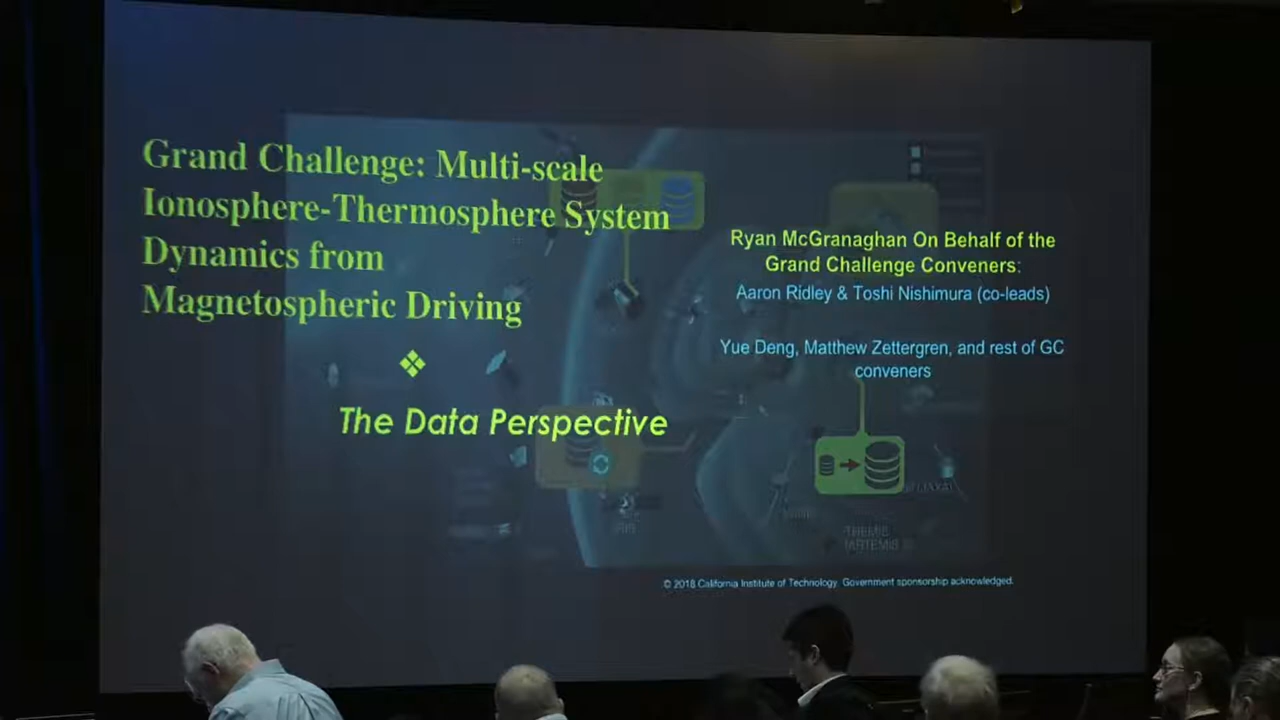 Grand Challenge: Multi-scale
Ionosphere-Thermosphere System
Dynamics from
Magnetospheric Driving
❖
The Data Perspective
Ryan McGranaghan On Behalf of the
Grand Challenge Conveners:
Aaron Ridley & Toshi Nishimura (co-leads)
Yue Deng, Matthew Zettergren, and rest of GC
conveners
THEMIS
(ARTEMIS)
© 2018 California Institute of Technology. Government sponsorship acknowledged.